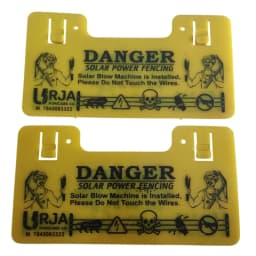 DANGER
SOLAR POWER FENCING
Solar Blow Machine is Installed,
Please Do Not Touch the Wires.
URJA
DANGER
SOLAR POWER FENCING
Solar Blow Machine is Installed,
Please Do Not Touch the Wires.
URJA